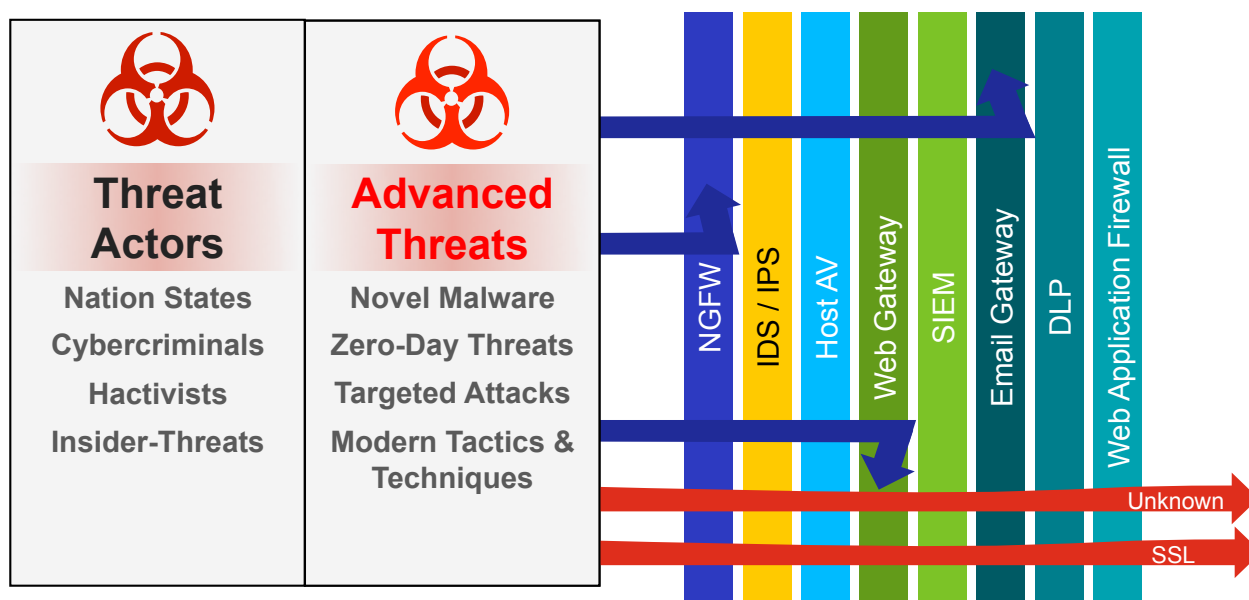 Threat
Actors
Nation States
Cybercriminals
Hactivists
Insider-Threats
Advanced
Threats
Novel Malware
Zero-Day Threats
Targeted Attacks
Modern Tactics &
Techniques
NGFW
IDS / IPS
Host AV
Web Gateway
SIEM
Email Gateway
DLP
Web Application Firewall
Unknown
SSL